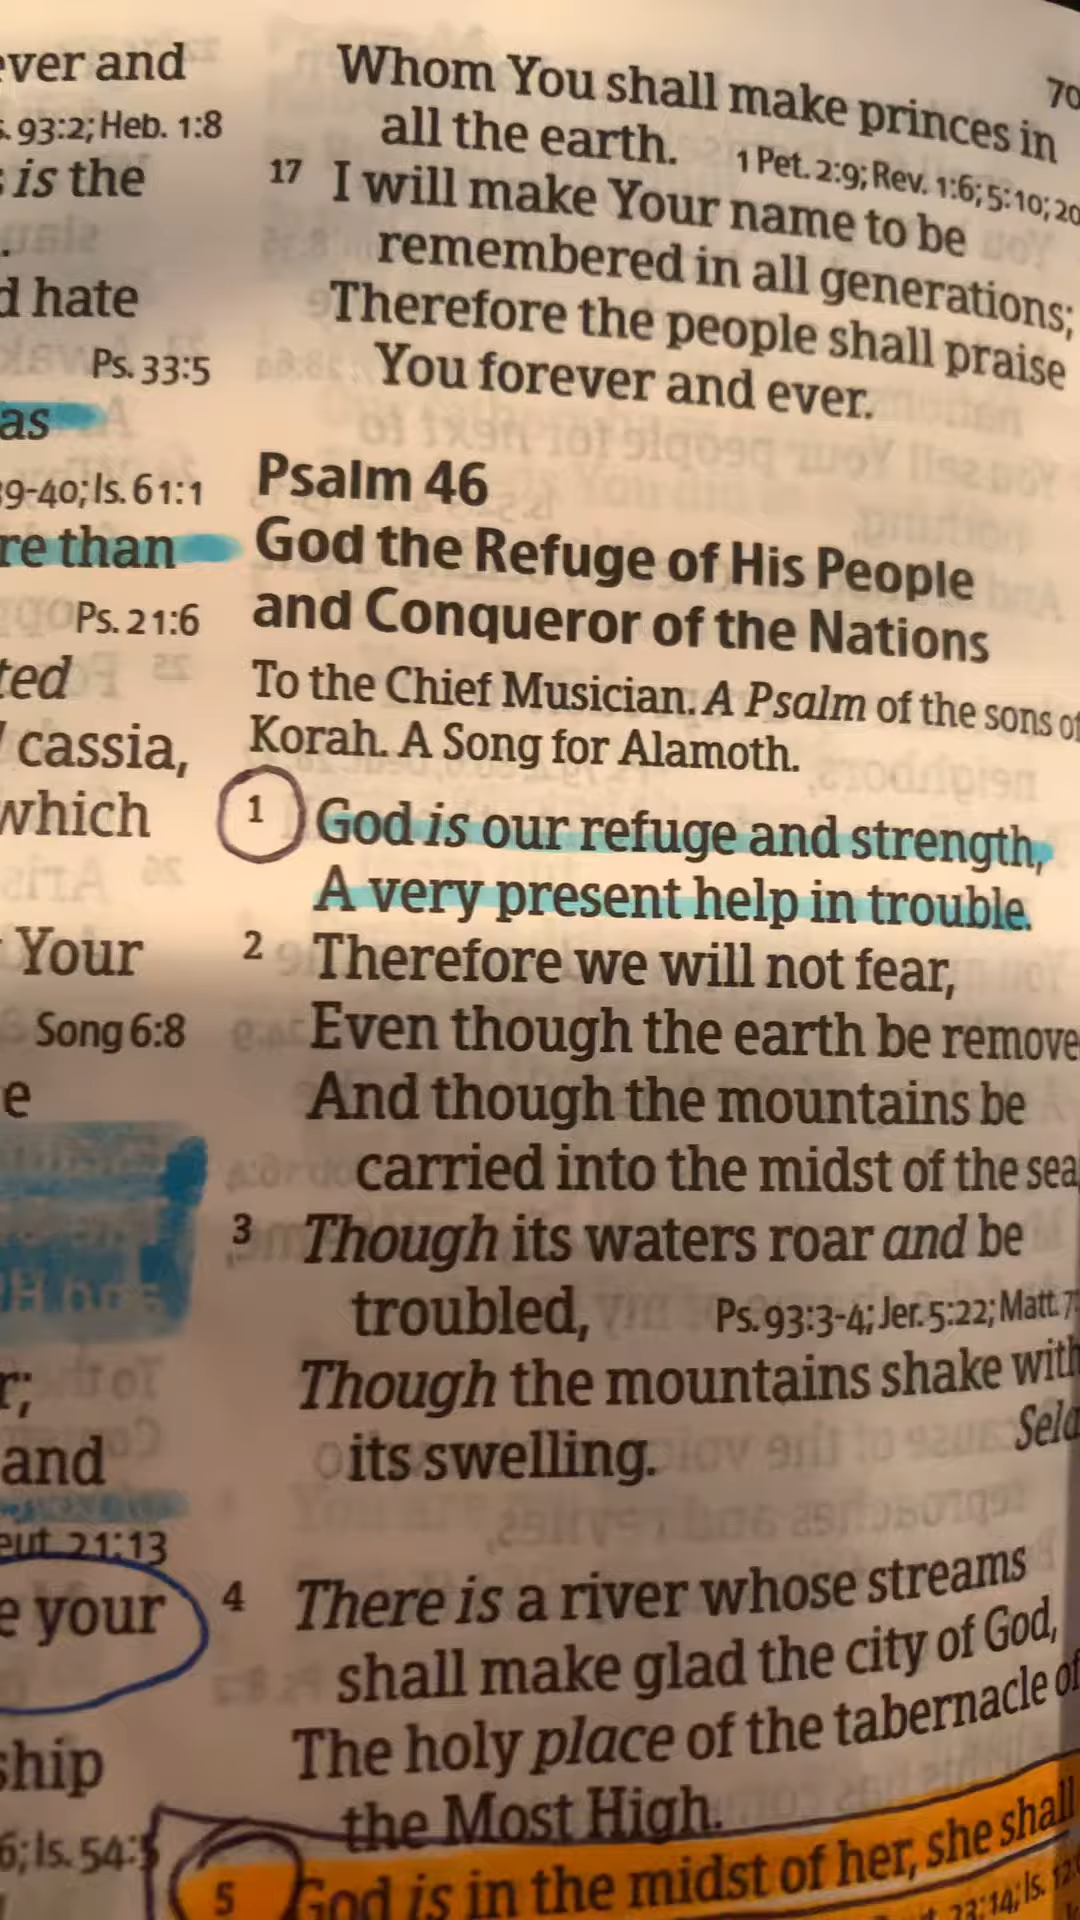 ever and
s. 93:2; Heb. 1:8
is the
d hate
Ps. 33:5
as
39-40; Is. 61:1
re than
Ps. 21:6
ted
cassia,
which
Your
Song 6:8
e
r;
and
eut 21:13
e your
ship
6; Is. 54:5
70
Whom You shall make princes in
all the earth. 1 Pet. 2:9; Rev. 1:6; 5:10; 20
17 I will make Your name to be
remembered in all generations;
Therefore the people shall praise
You forever and ever.
Psalm 46
God the Refuge of His People
and Conqueror of the Nations
To the Chief Musician. A Psalm of the sons of
Korah. A Song for Alamoth.
1 God is our refuge and strength,
A very present help in trouble.
2 Therefore we will not fear,
Even though the earth be remove
And though the mountains be
carried into the midst of the sea
3 Though its waters roar and be
troubled, Ps. 93:3-4; Jer. 5:22; Matt. 7
Though the mountains shake with
its swelling. Sela
4 There is a river whose streams
shall make glad the city of God,
The holy place of the tabernacle of
the Most High.
5 God is in the midst of her, she shall
23:14; Is. 12: